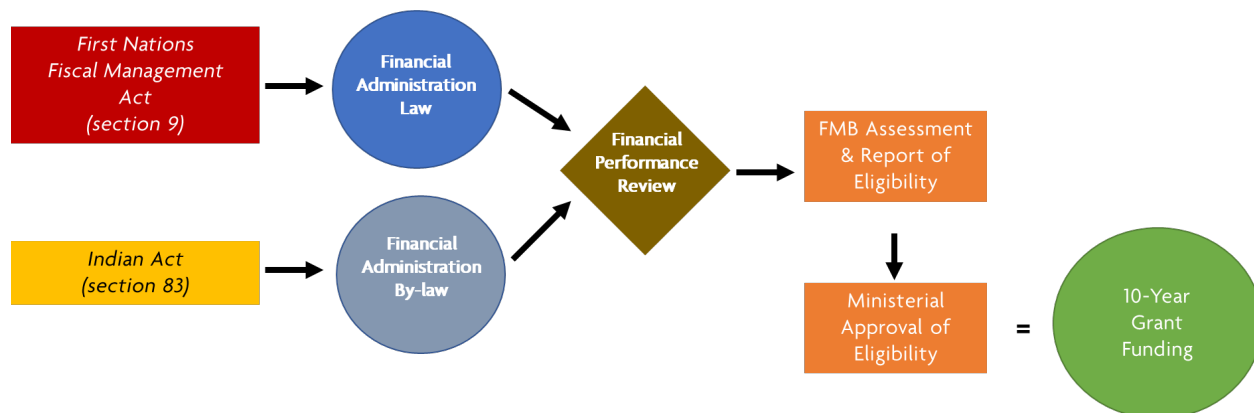 First Nations
Fiscal Management
Act
(section 9)
Financial
Administration
Law
Financial
Performance
Review
FMB Assessment
& Report of
Eligibility
Indian Act
(section 83)
Financial
Administration
By-law
Ministerial
Approval of
Eligibility
=
10-Year
Grant
Funding